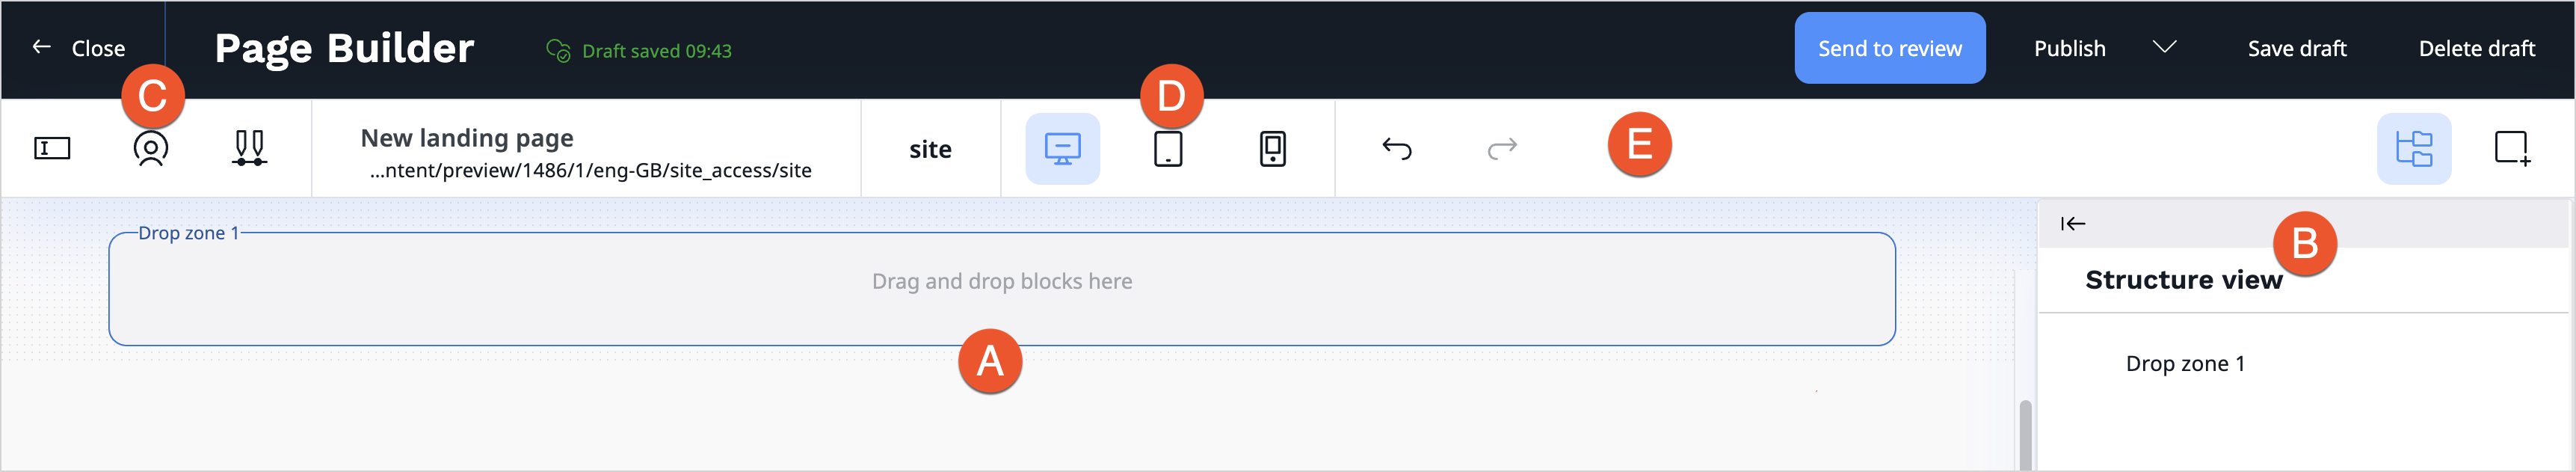 Close
Page Builder
Draft saved 09:43
Send to review
Publish
Save draft
Delete draft
C
D
E
New landing page
...ntent/preview/1486/1/eng-GB/site_access/site
site
Drop zone 1
Drag and drop blocks here
A
B
Structure view
Drop zone 1